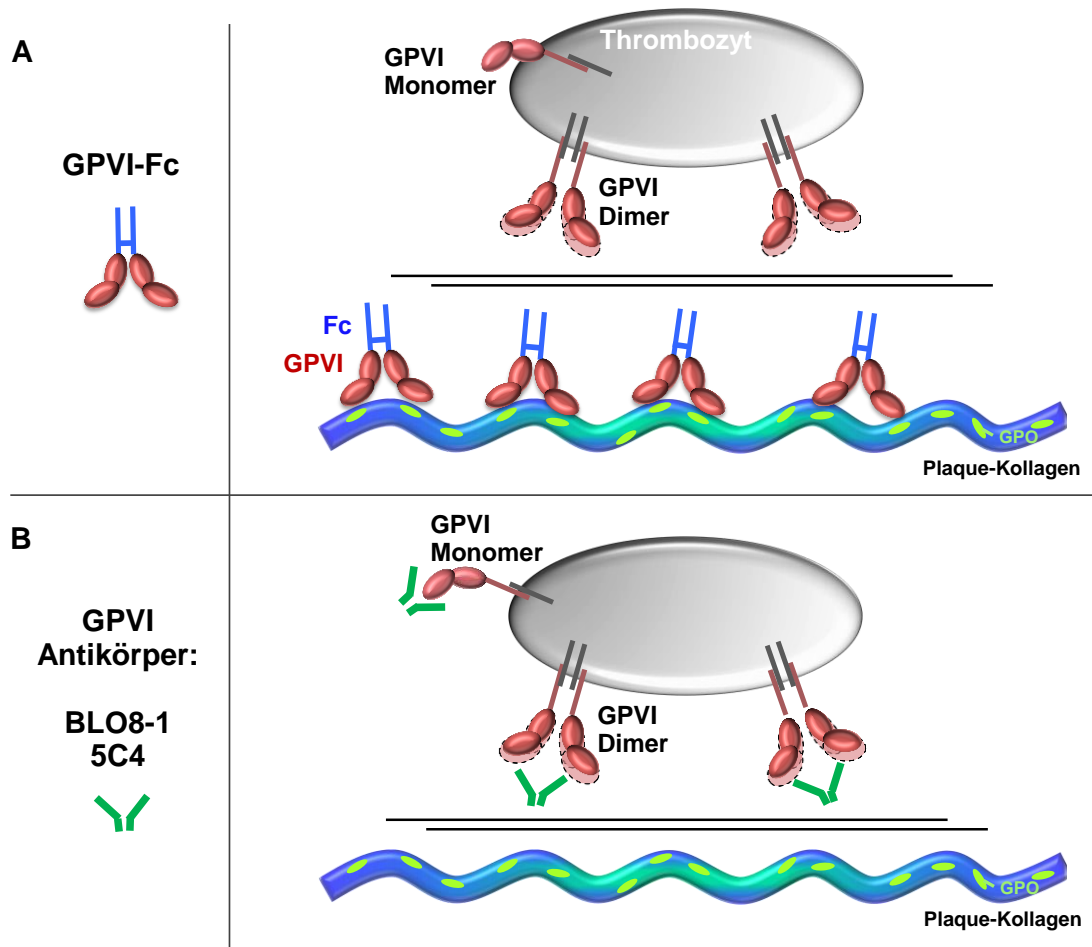 A
GPVI-Fc
Thrombozyt
GPVI
Monomer
GPVI
Dimer
Fc
GPVI
GPO
Plaque-Kollagen
B
GPVI
Antikörper:
BLO8-1
5C4
GPVI
Monomer
GPVI
Dimer
GPO
Plaque-Kollagen